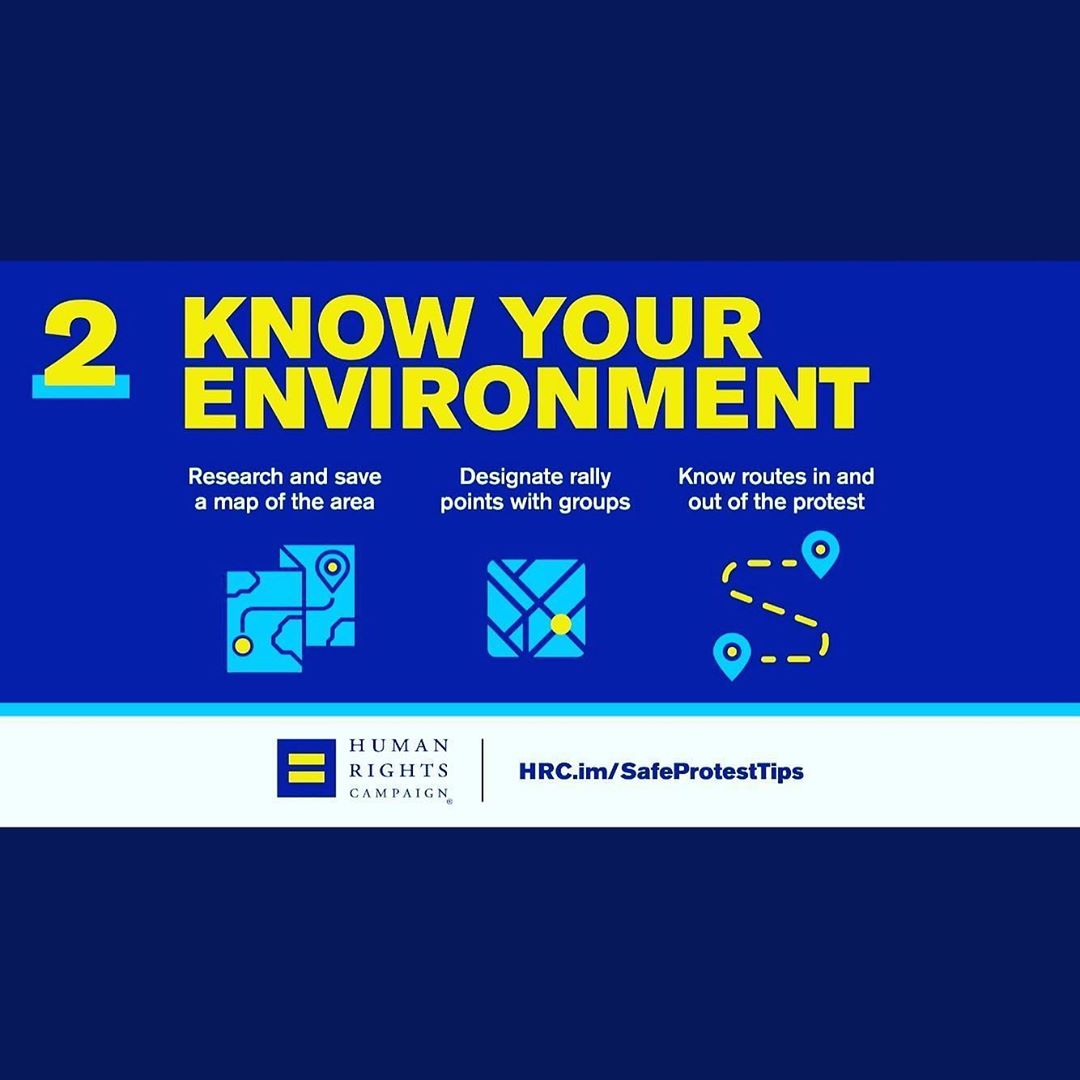 2
KNOW YOUR
ENVIRONMENT
Research and save
a map of the area
Designate rally
points with groups
Know routes in and
out of the protest
HUMAN
RIGHTS
CAMPAIGN®
HRC.im/SafeProtestTips